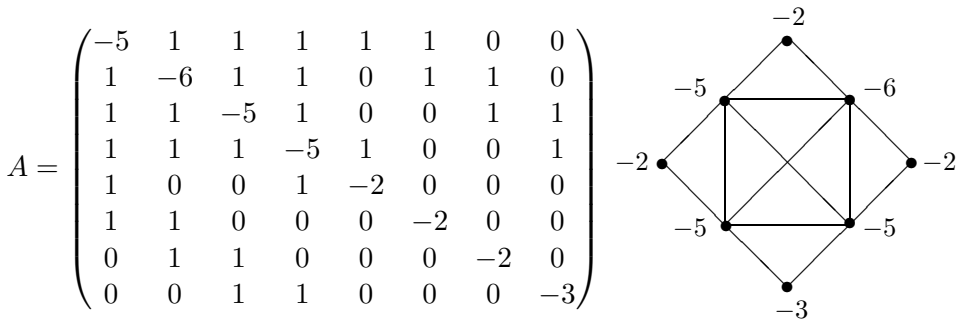 -2
−5 1 1 1 1 1 0 0
1 −6 1 1 0 1 1 0
-5 -6
1 1 −5 1 0 0 1 1
A = 1 1 1 −5 1 0 0 1
-2 -2
1 0 0 1 −2 0 0 0
1 1 0 0 0 −2 0 0
-5 -5
0 1 1 0 0 0 −2 0
0 0 1 1 0 0 0 −3
-3